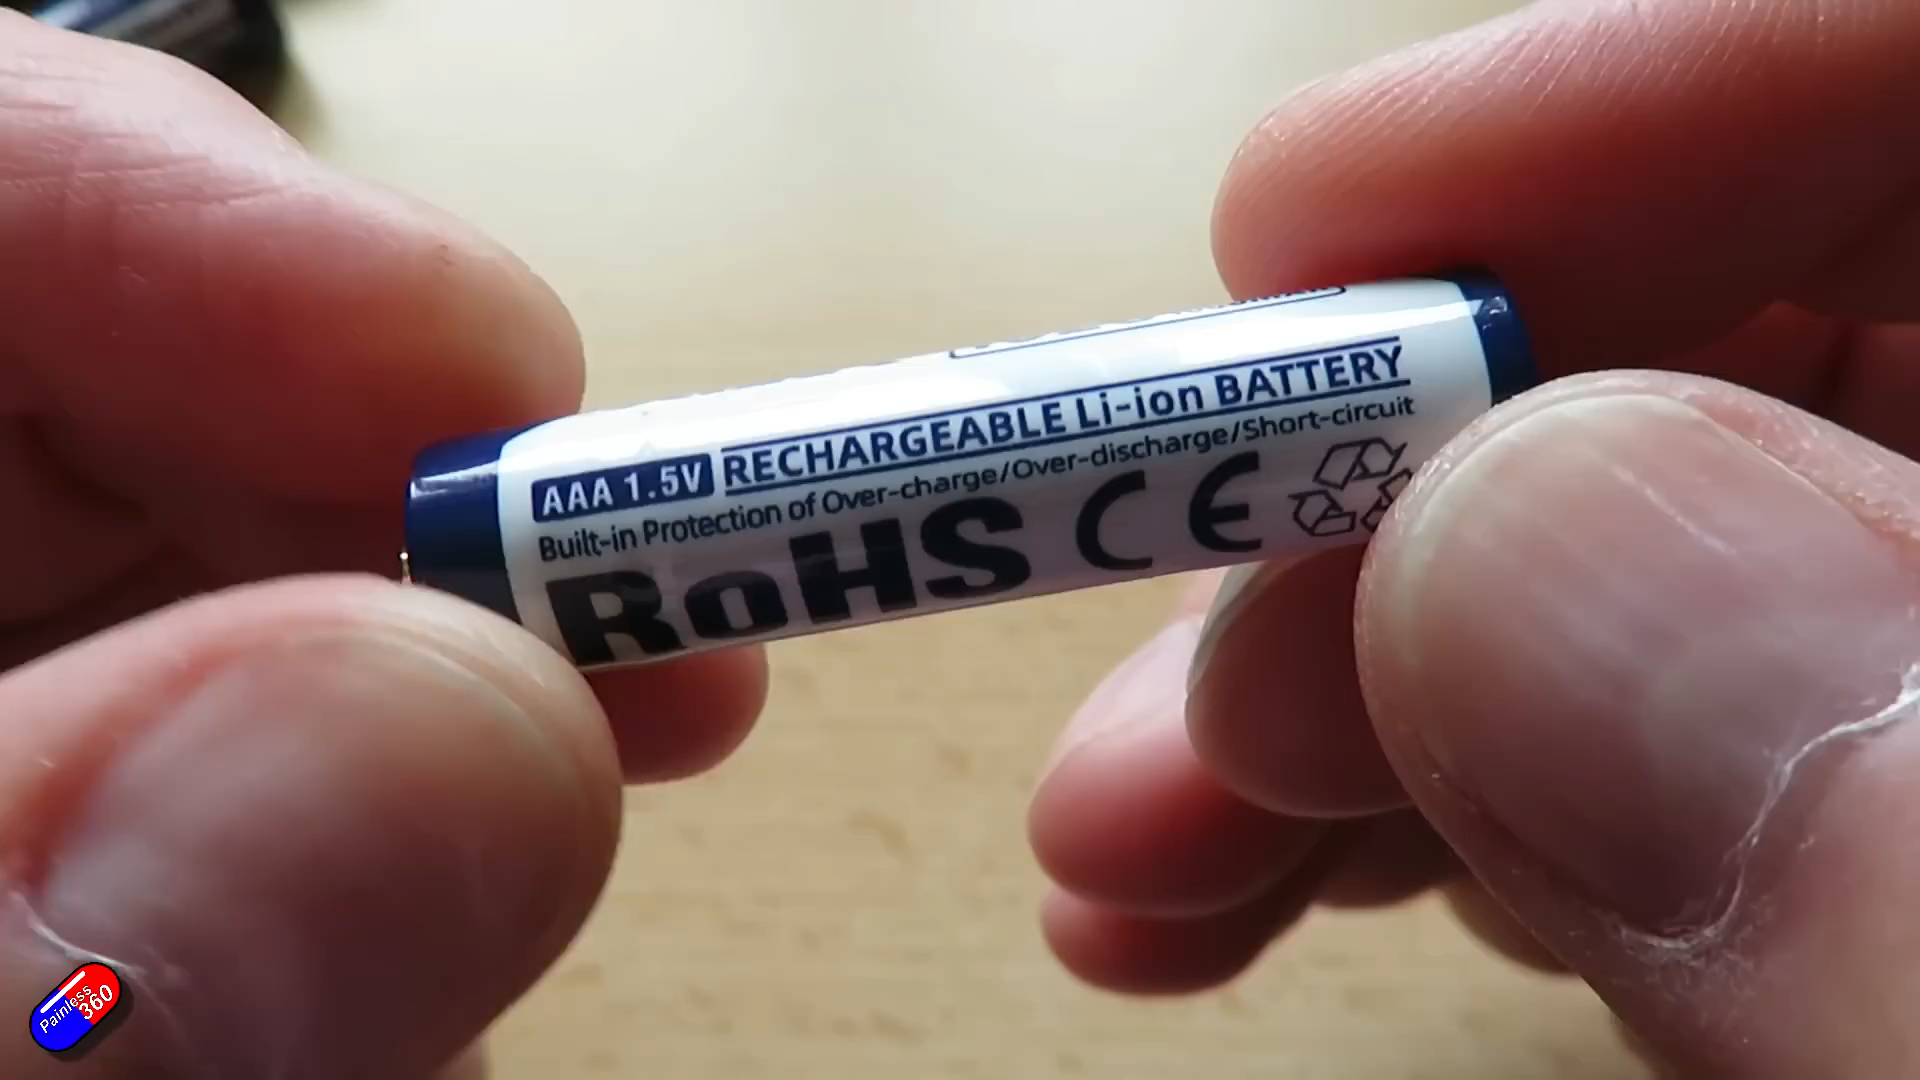 AAA 1.5V RECHARGEABLE Li-ion BATTERY
Built-in Protection of Over-charge/Over-discharge/Short-circuit
RoHS CE
Painless
360